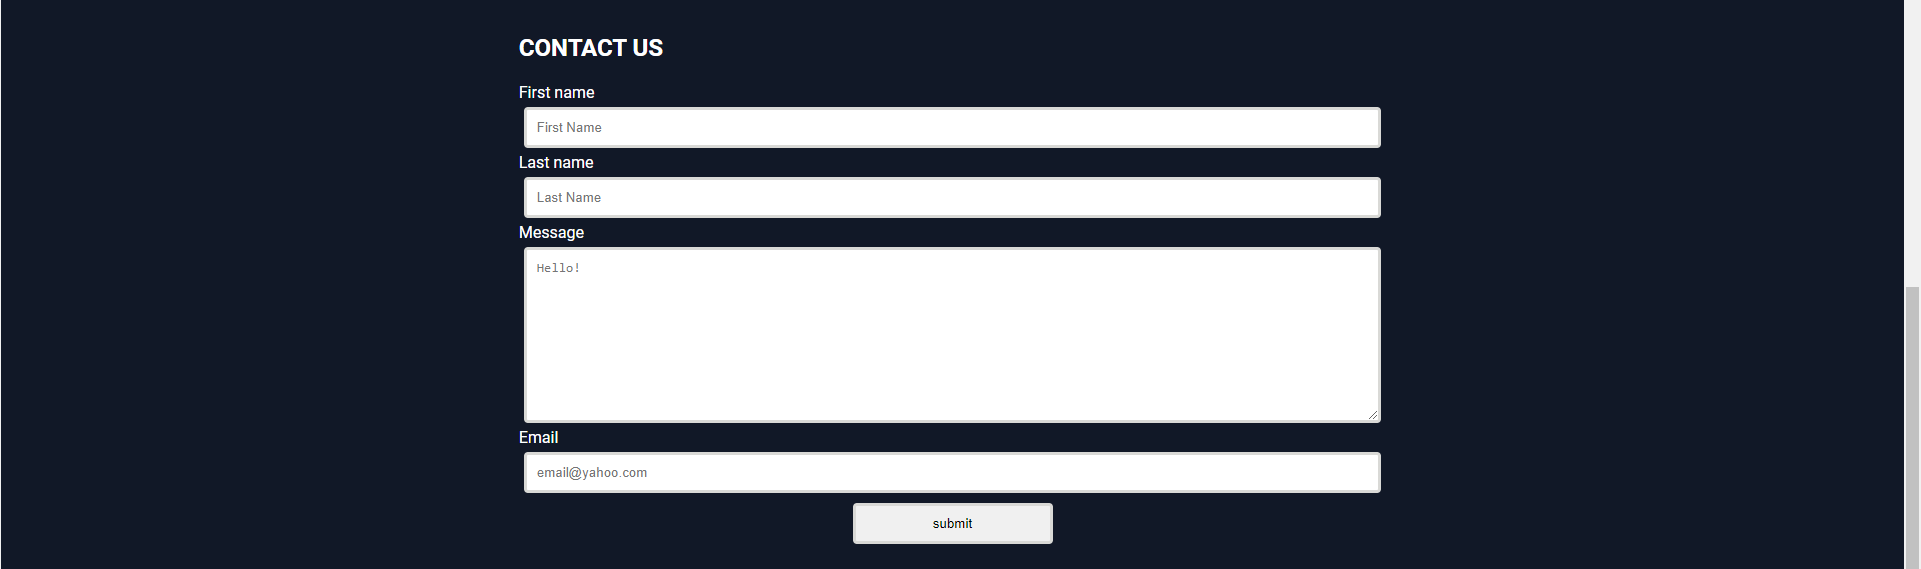 CONTACT US
First name
First Name
Last name
Last Name
Message
Hello!
Email
email@yahoo.com
submit